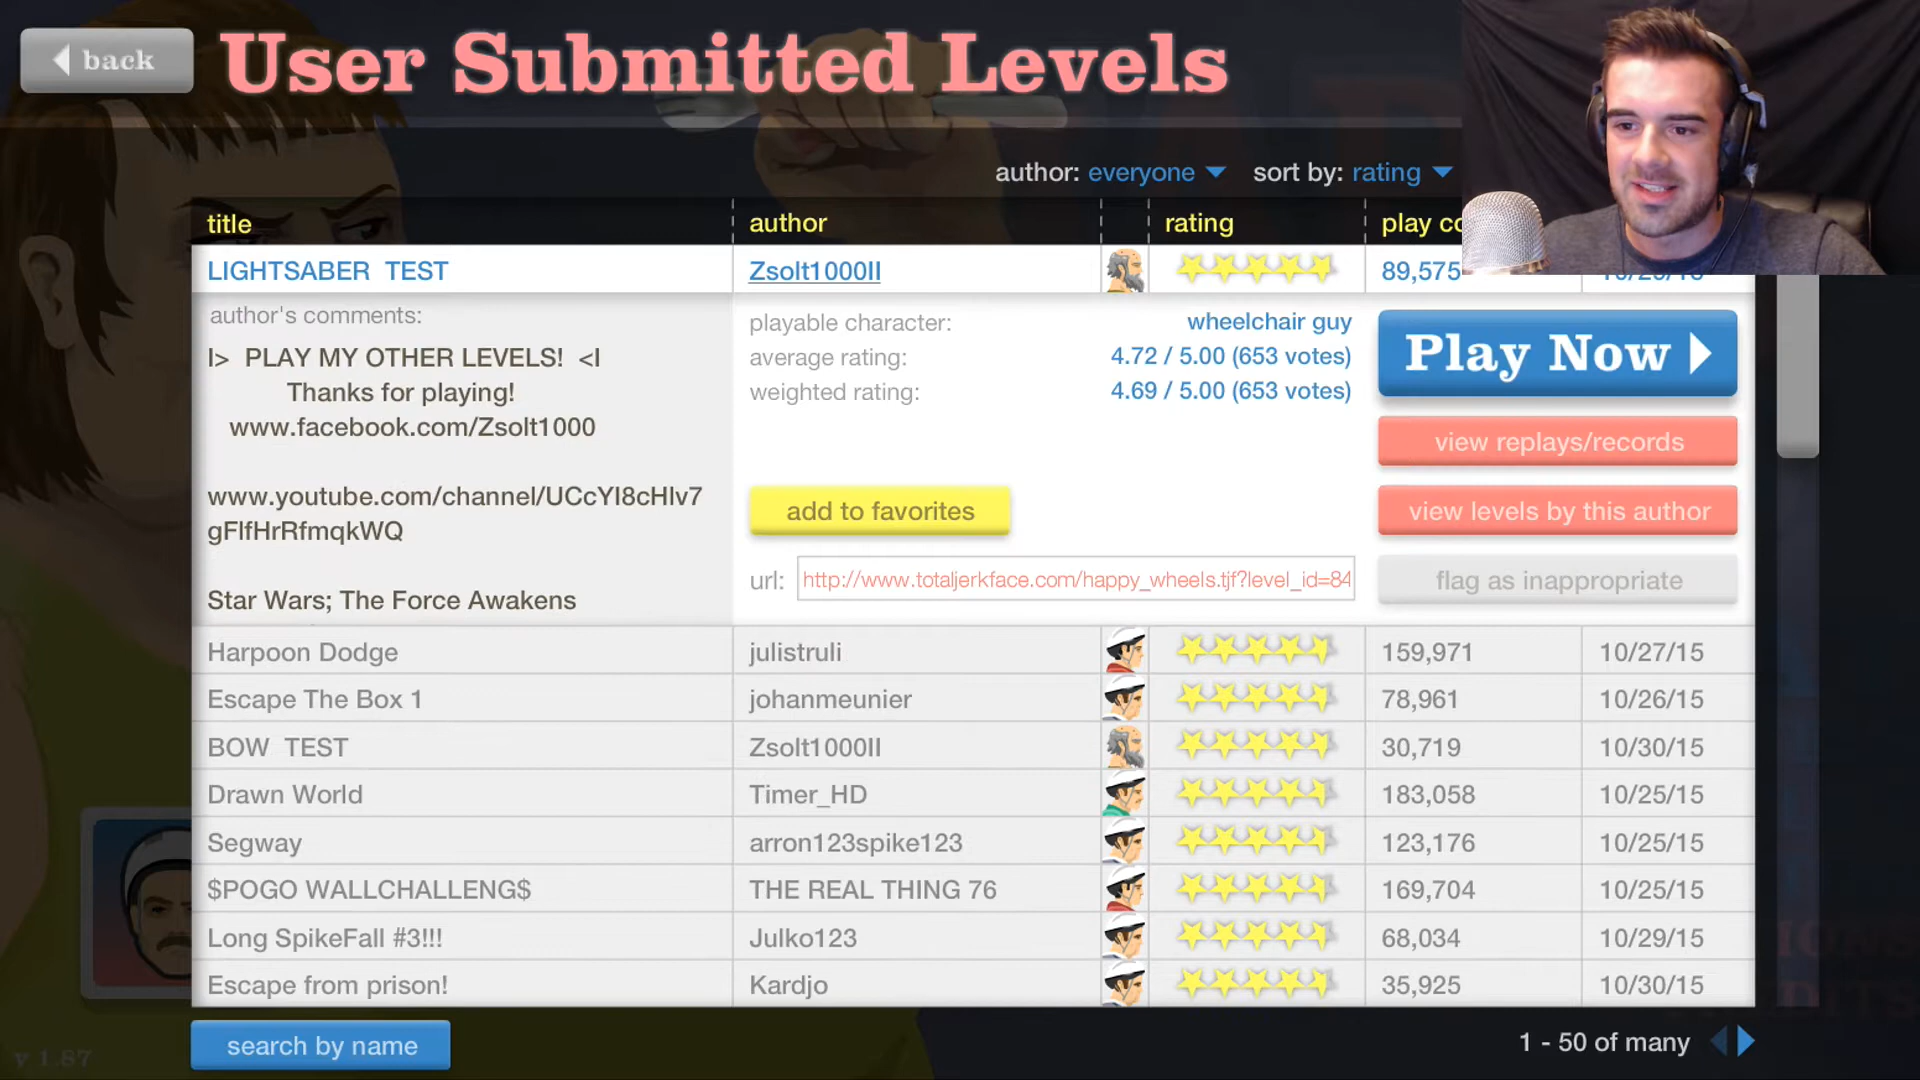 back
User Submitted Levels
author: everyone sort by: rating
title author rating play
LIGHTSABER TEST Zsolt1000II 89,575
author's comments:
I> PLAY MY OTHER LEVELS! <I
Thanks for playing!
www.facebook.com/Zsolt1000
www.youtube.com/channel/UCcYI8cHlv7
gFlfHrRfmqkWQ
Star Wars; The Force Awakens
playable character: wheelchair guy
average rating: 4.72 / 5.00 (653 votes)
weighted rating: 4.69 / 5.00 (653 votes)
add to favorites
url: http://www.totaljerkface.com/happy_wheels.tjf?level_id=84
Play Now
view replays/records
view levels by this author
flag as inappropriate
Harpoon Dodge julistruli 159,971 10/27/15
Escape The Box 1 johanmeunier 78,961 10/26/15
BOW TEST Zsolt1000II 30,719 10/30/15
Drawn World Timer_HD 183,058 10/25/15
Segway arron123spike123 123,176 10/25/15
$POGO WALLCHALLENG$ THE REAL THING 76 169,704 10/25/15
Long SpikeFall #3!!! Julko123 68,034 10/29/15
Escape from prison! Kardjo 35,925 10/30/15
search by name
1 - 50 of many
v 1.87